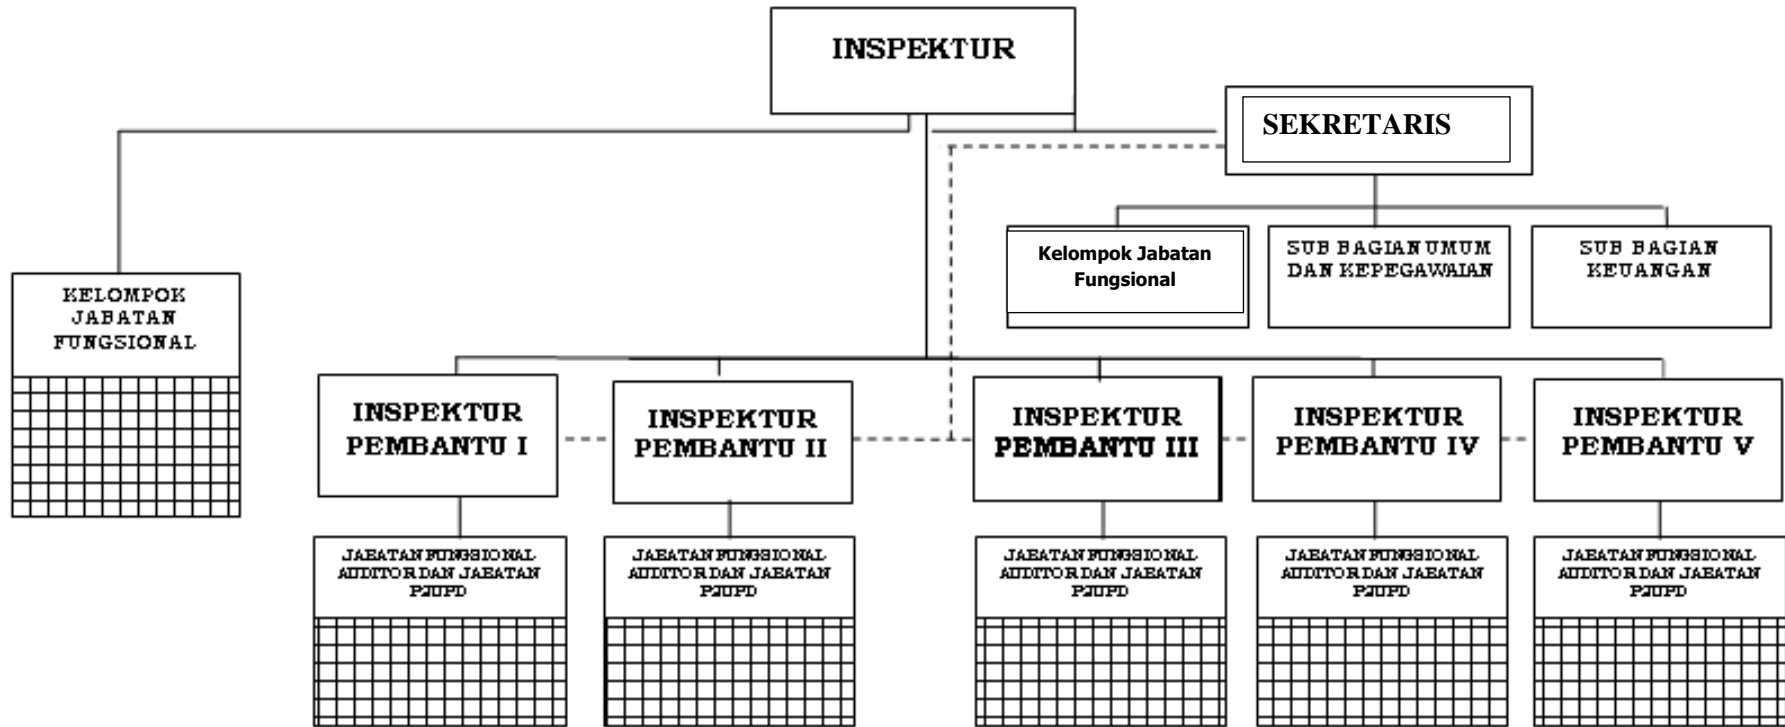 INSPEKTUR
SEKRETARIS
Kelompok Jabatan
Fungsional
SUB BAGIAN UMUM
DAN KEPEGAWAIAN
SUB BAGIAN
KEUANGAN
KELOMPOK
JABATAN
FUNGSIONAL
INSPEKTUR
PEMBANTU I
INSPEKTUR
PEMBANTU II
INSPEKTUR
PEMBANTU III
INSPEKTUR
PEMBANTU IV
INSPEKTUR
PEMBANTU V
JABATAN FUNGSIONAL
AUDITOR DAN JABATAN
P2UPD
JABATAN FUNGSIONAL
AUDITOR DAN JABATAN
P2UPD
JABATAN FUNGSIONAL
AUDITOR DAN JABATAN
P2UPD
JABATAN FUNGSIONAL
AUDITOR DAN JABATAN
P2UPD
JABATAN FUNGSIONAL
AUDITOR DAN JABATAN
P2UPD